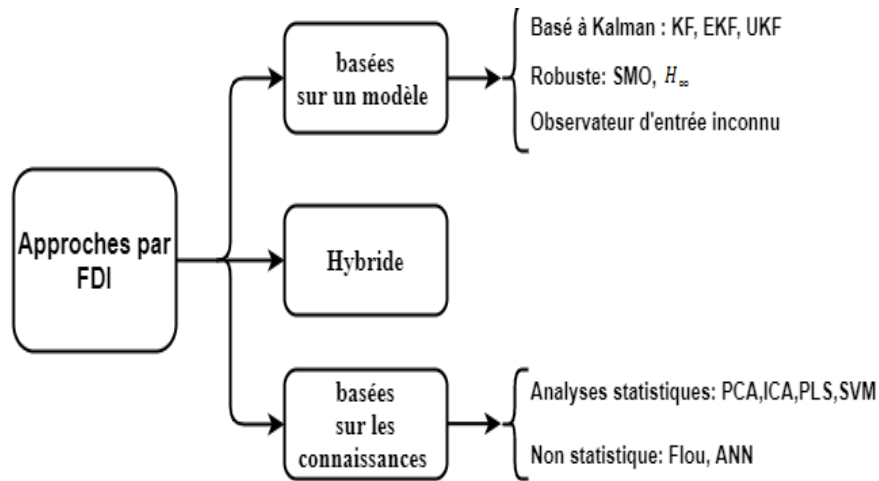 Approches par
FDI
basées
sur un modèle
Basé à Kalman : KF, EKF, UKF
Robuste: SMO, H∞
Observateur d'entrée inconnu
Hybride
basées
sur les
connaissances
Analyses statistiques: PCA,ICA,PLS,SVM
Non statistique: Flou, ANN